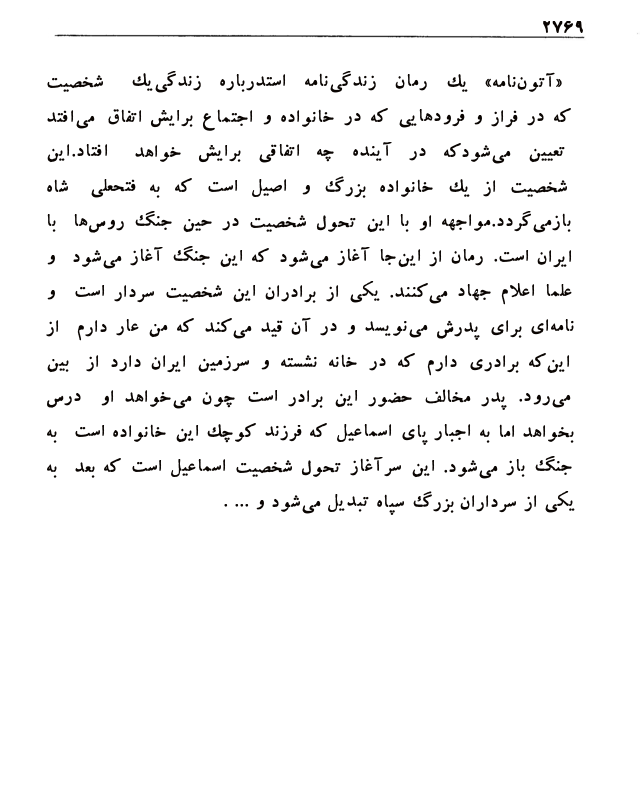 ۲۷۶۹
«آتون‌نامه» یك رمان زندگی‌نامه استدرباره زندگی‌یك شخصیت
که در فراز و فرودهایی که در خانواده و اجتماع برایش اتفاق می‌افتد
تعیین می‌شودکه در آینده چه اتفاقی برایش خواهد افتاد.این
شخصیت از یك خانواده بزرگ و اصیل است که به فتحعلی شاه
بازمی‌گردد.مواجهه او با این تحول شخصیت در حین جنگ روس‌ها با
ایران است. رمان از این‌جا آغاز می‌شود که این جنگ آغاز می‌شود و
علما اعلام جهاد می‌کنند. یکی از برادران این شخصیت سردار است و
نامه‌ای برای پدرش می‌نویسد و در آن قید می‌کند که من عار دارم از
این‌که برادری دارم که در خانه نشسته و سرزمین ایران دارد از بین
می‌رود. پدر مخالف حضور این برادر است چون می‌خواهد او درس
بخواهد اما به اجبار پای اسماعیل که فرزند کوچك این خانواده است به
جنگ باز می‌شود. این سرآغاز تحول شخصیت اسماعیل است که بعد به
یکی از سرداران بزرگ سپاه تبدیل می‌شود و ... .